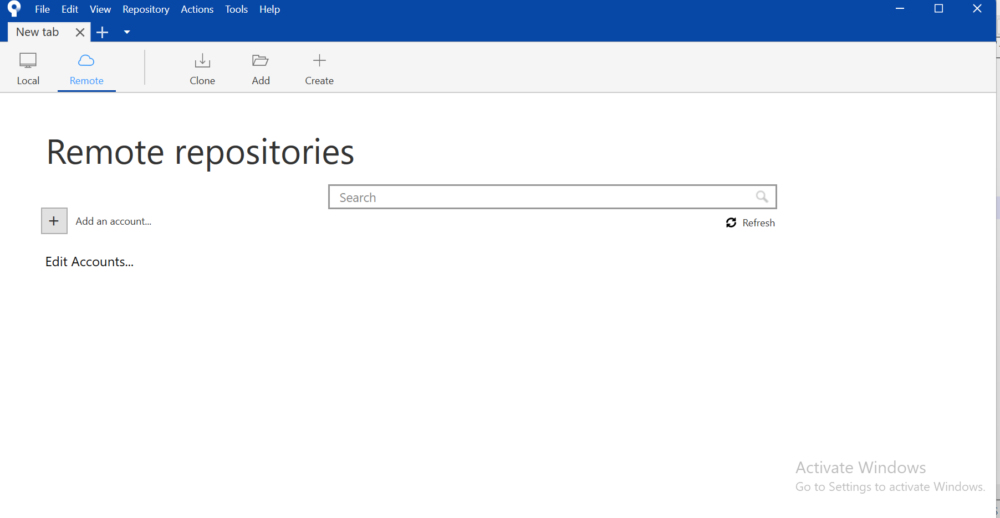 File Edit View Repository Actions Tools Help
New tab
Local Remote Clone Add Create
Remote repositories
Search
Add an account...
Refresh
Edit Accounts...
Activate Windows
Go to Settings to activate Windows.